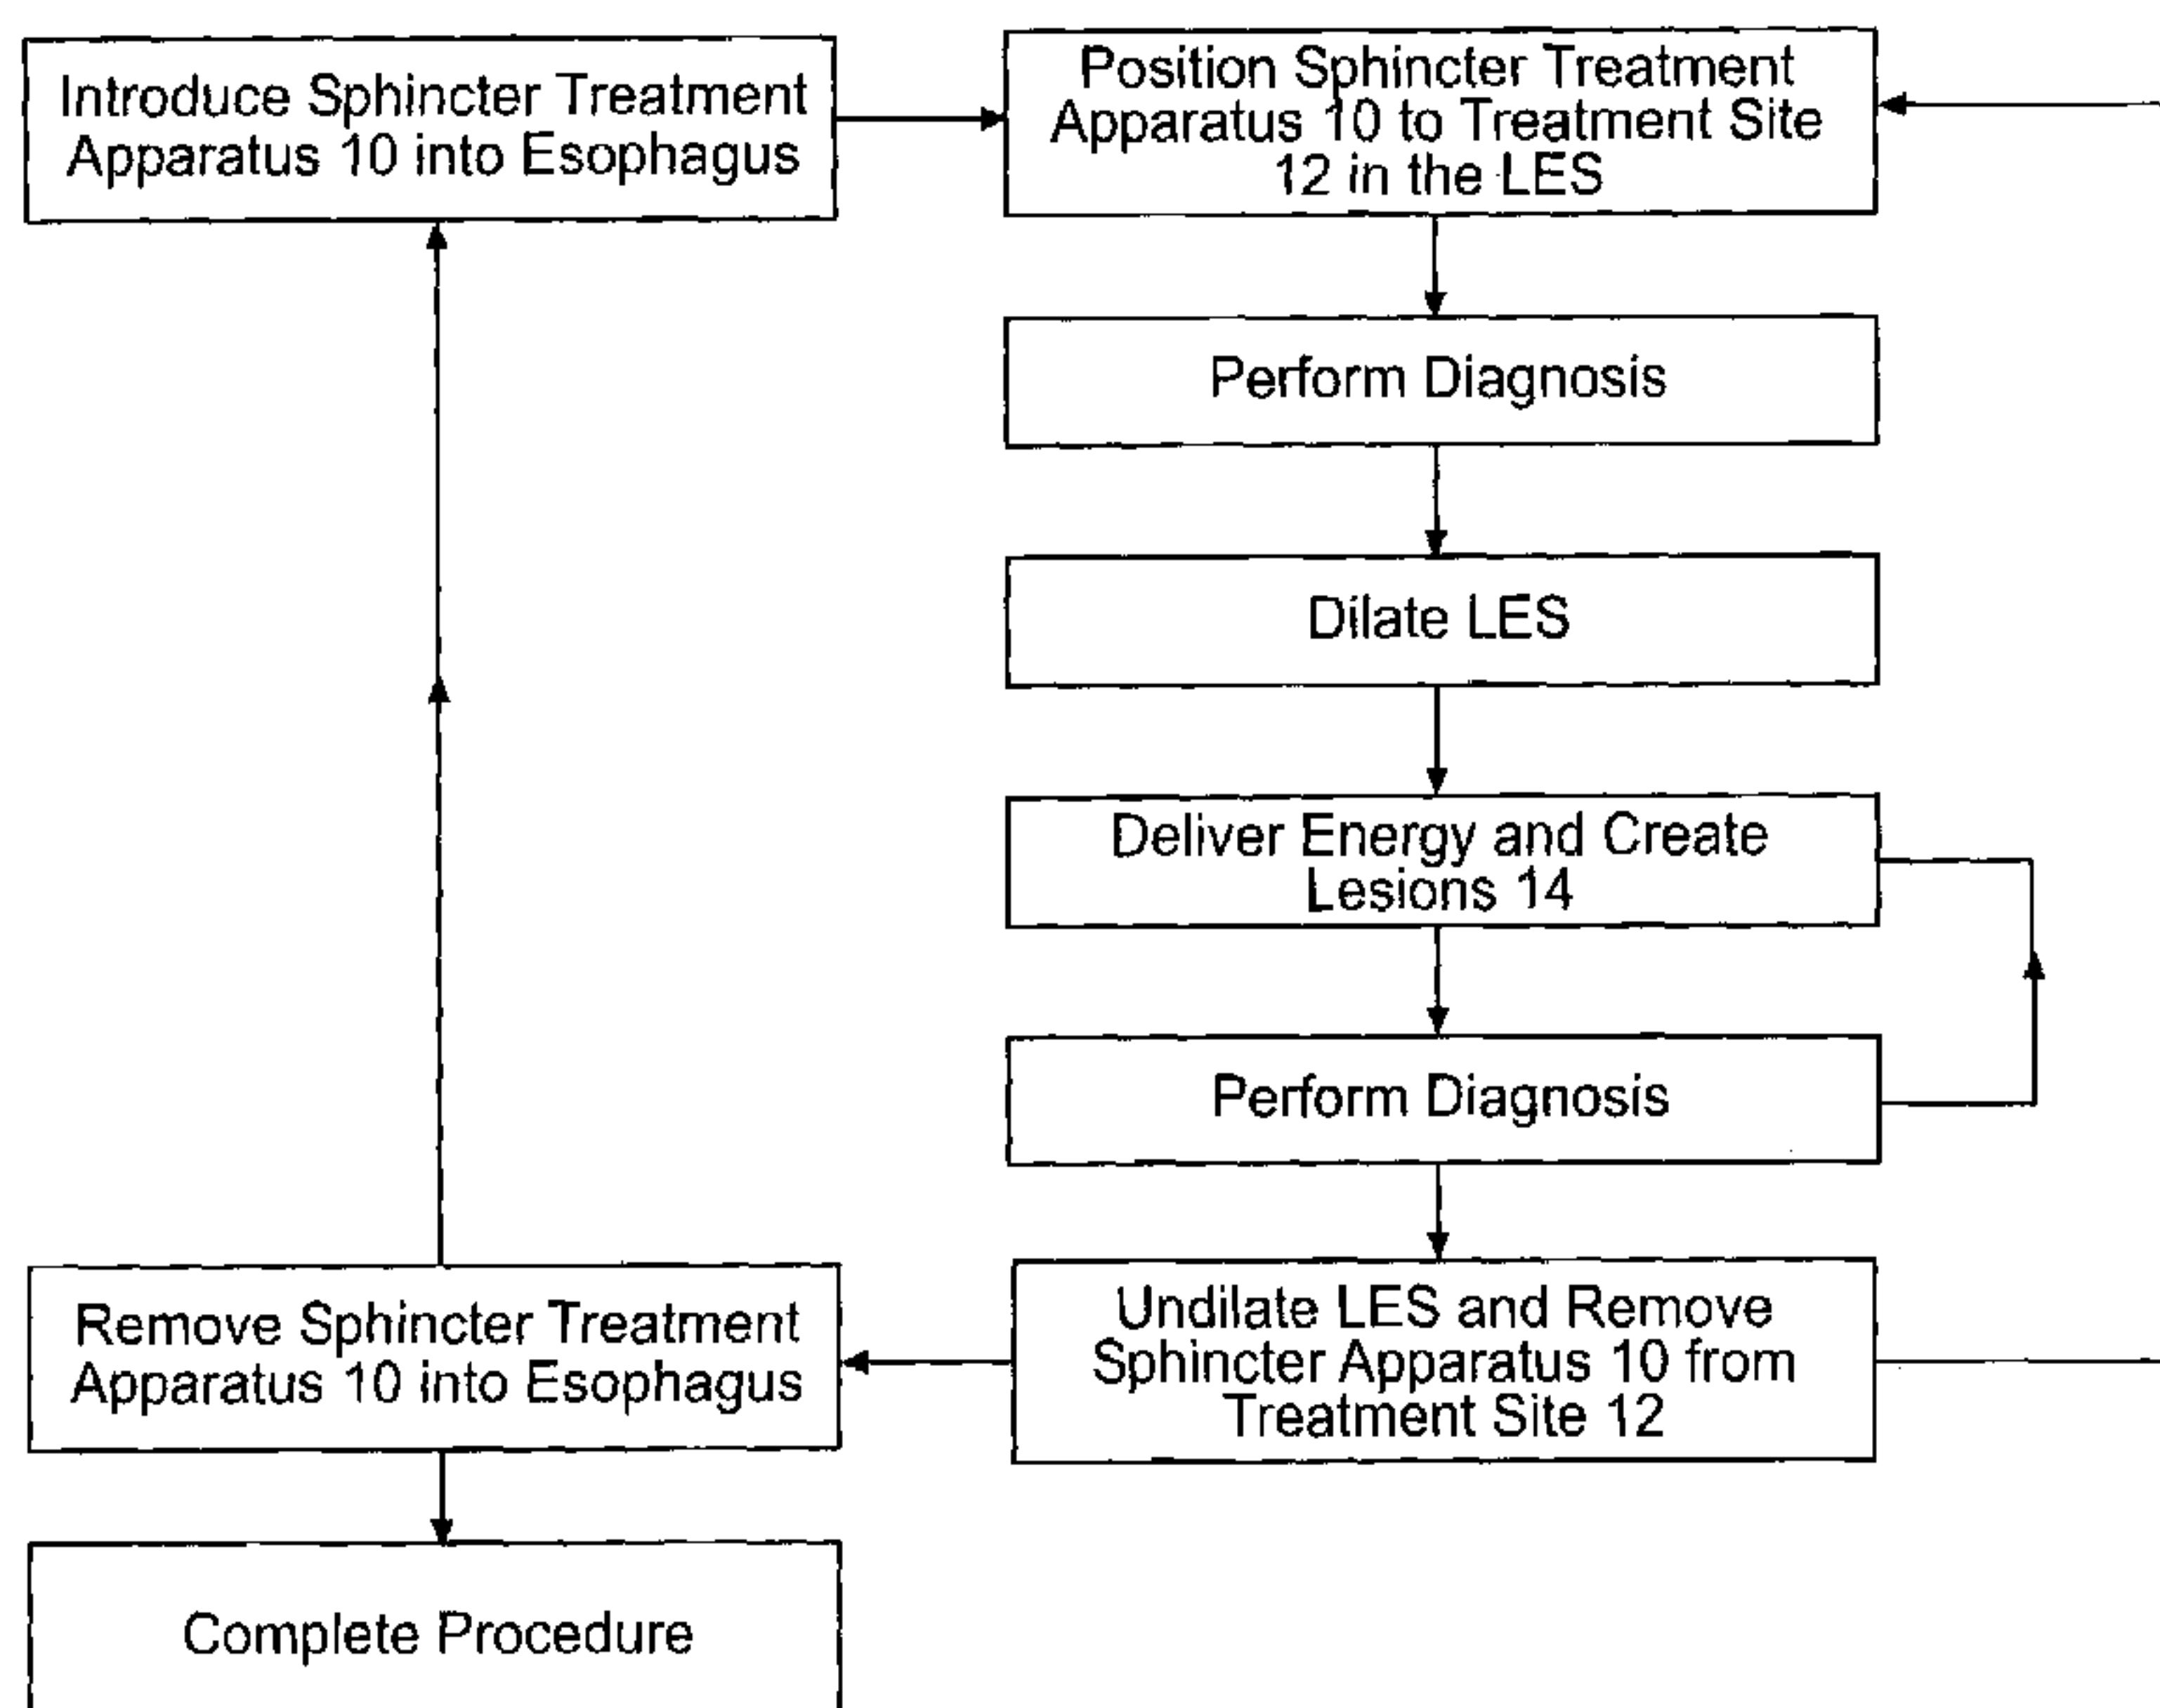 Introduce Sphincter Treatment
Apparatus 10 into Esophagus
Position Sphincter Treatment
Apparatus 10 to Treatment Site
12 in the LES
Perform Diagnosis
Dilate LES
Deliver Energy and Create
Lesions 14
Perform Diagnosis
Undilate LES and Remove
Sphincter Apparatus 10 from
Treatment Site 12
Remove Sphincter Treatment
Apparatus 10 into Esophagus
Complete Procedure